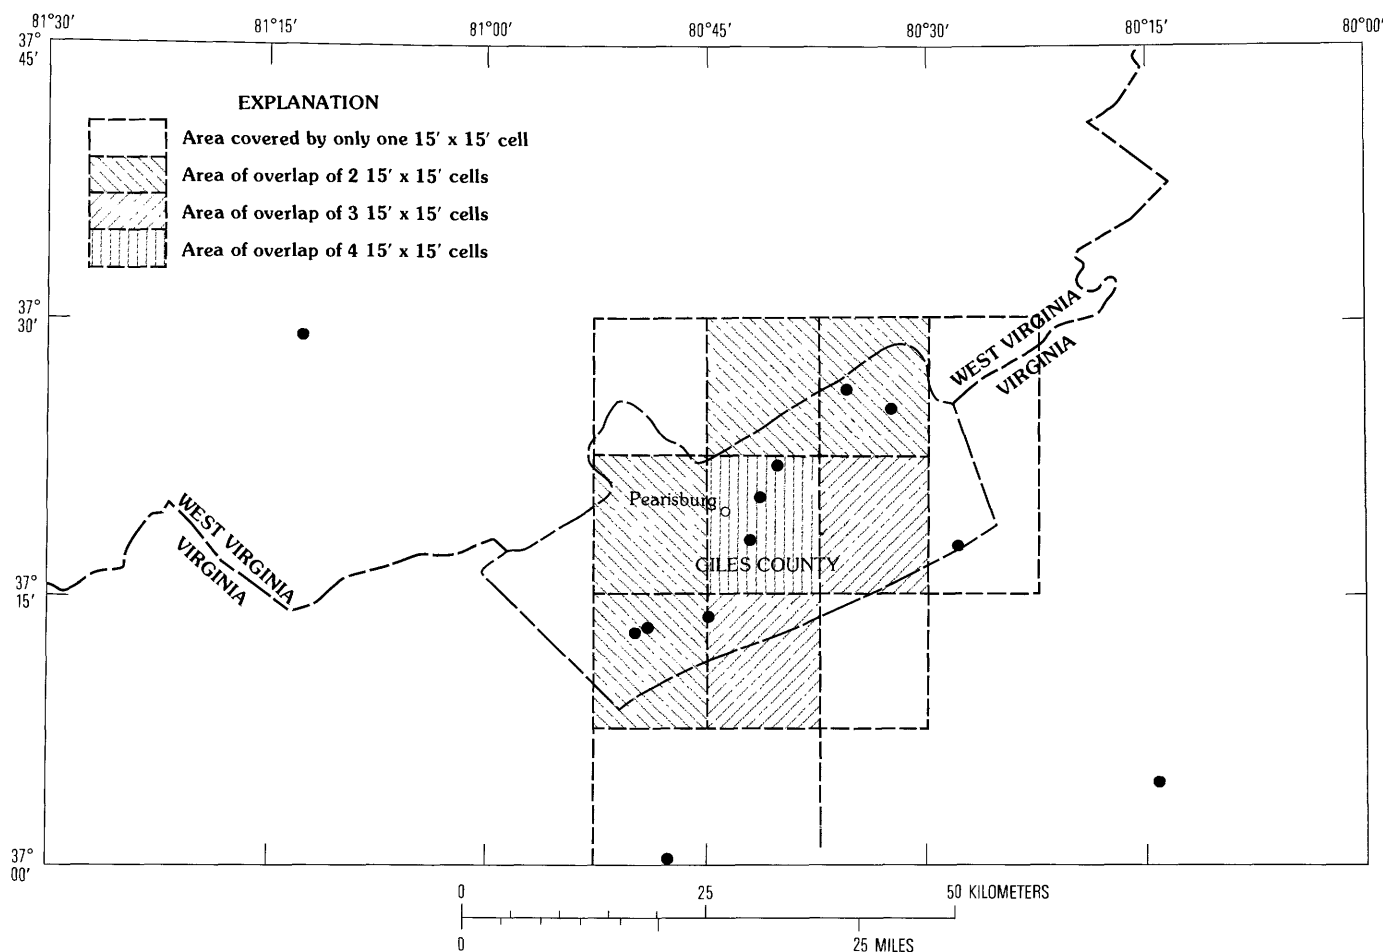 81°30′ 81°15′ 81°00′ 80°45′ 80°30′ 80°15′ 80°00′
37°
45′
EXPLANATION
Area covered by only one 15′ x 15′ cell
Area of overlap of 2 15′ x 15′ cells
Area of overlap of 3 15′ x 15′ cells
Area of overlap of 4 15′ x 15′ cells
37°
30′
WEST VIRGINIA
VIRGINIA
Pearisburg
WEST VIRGINIA
VIRGINIA
GILES COUNTY
37°
15′
37°
00′
0 25 50 KILOMETERS
0 25 MILES